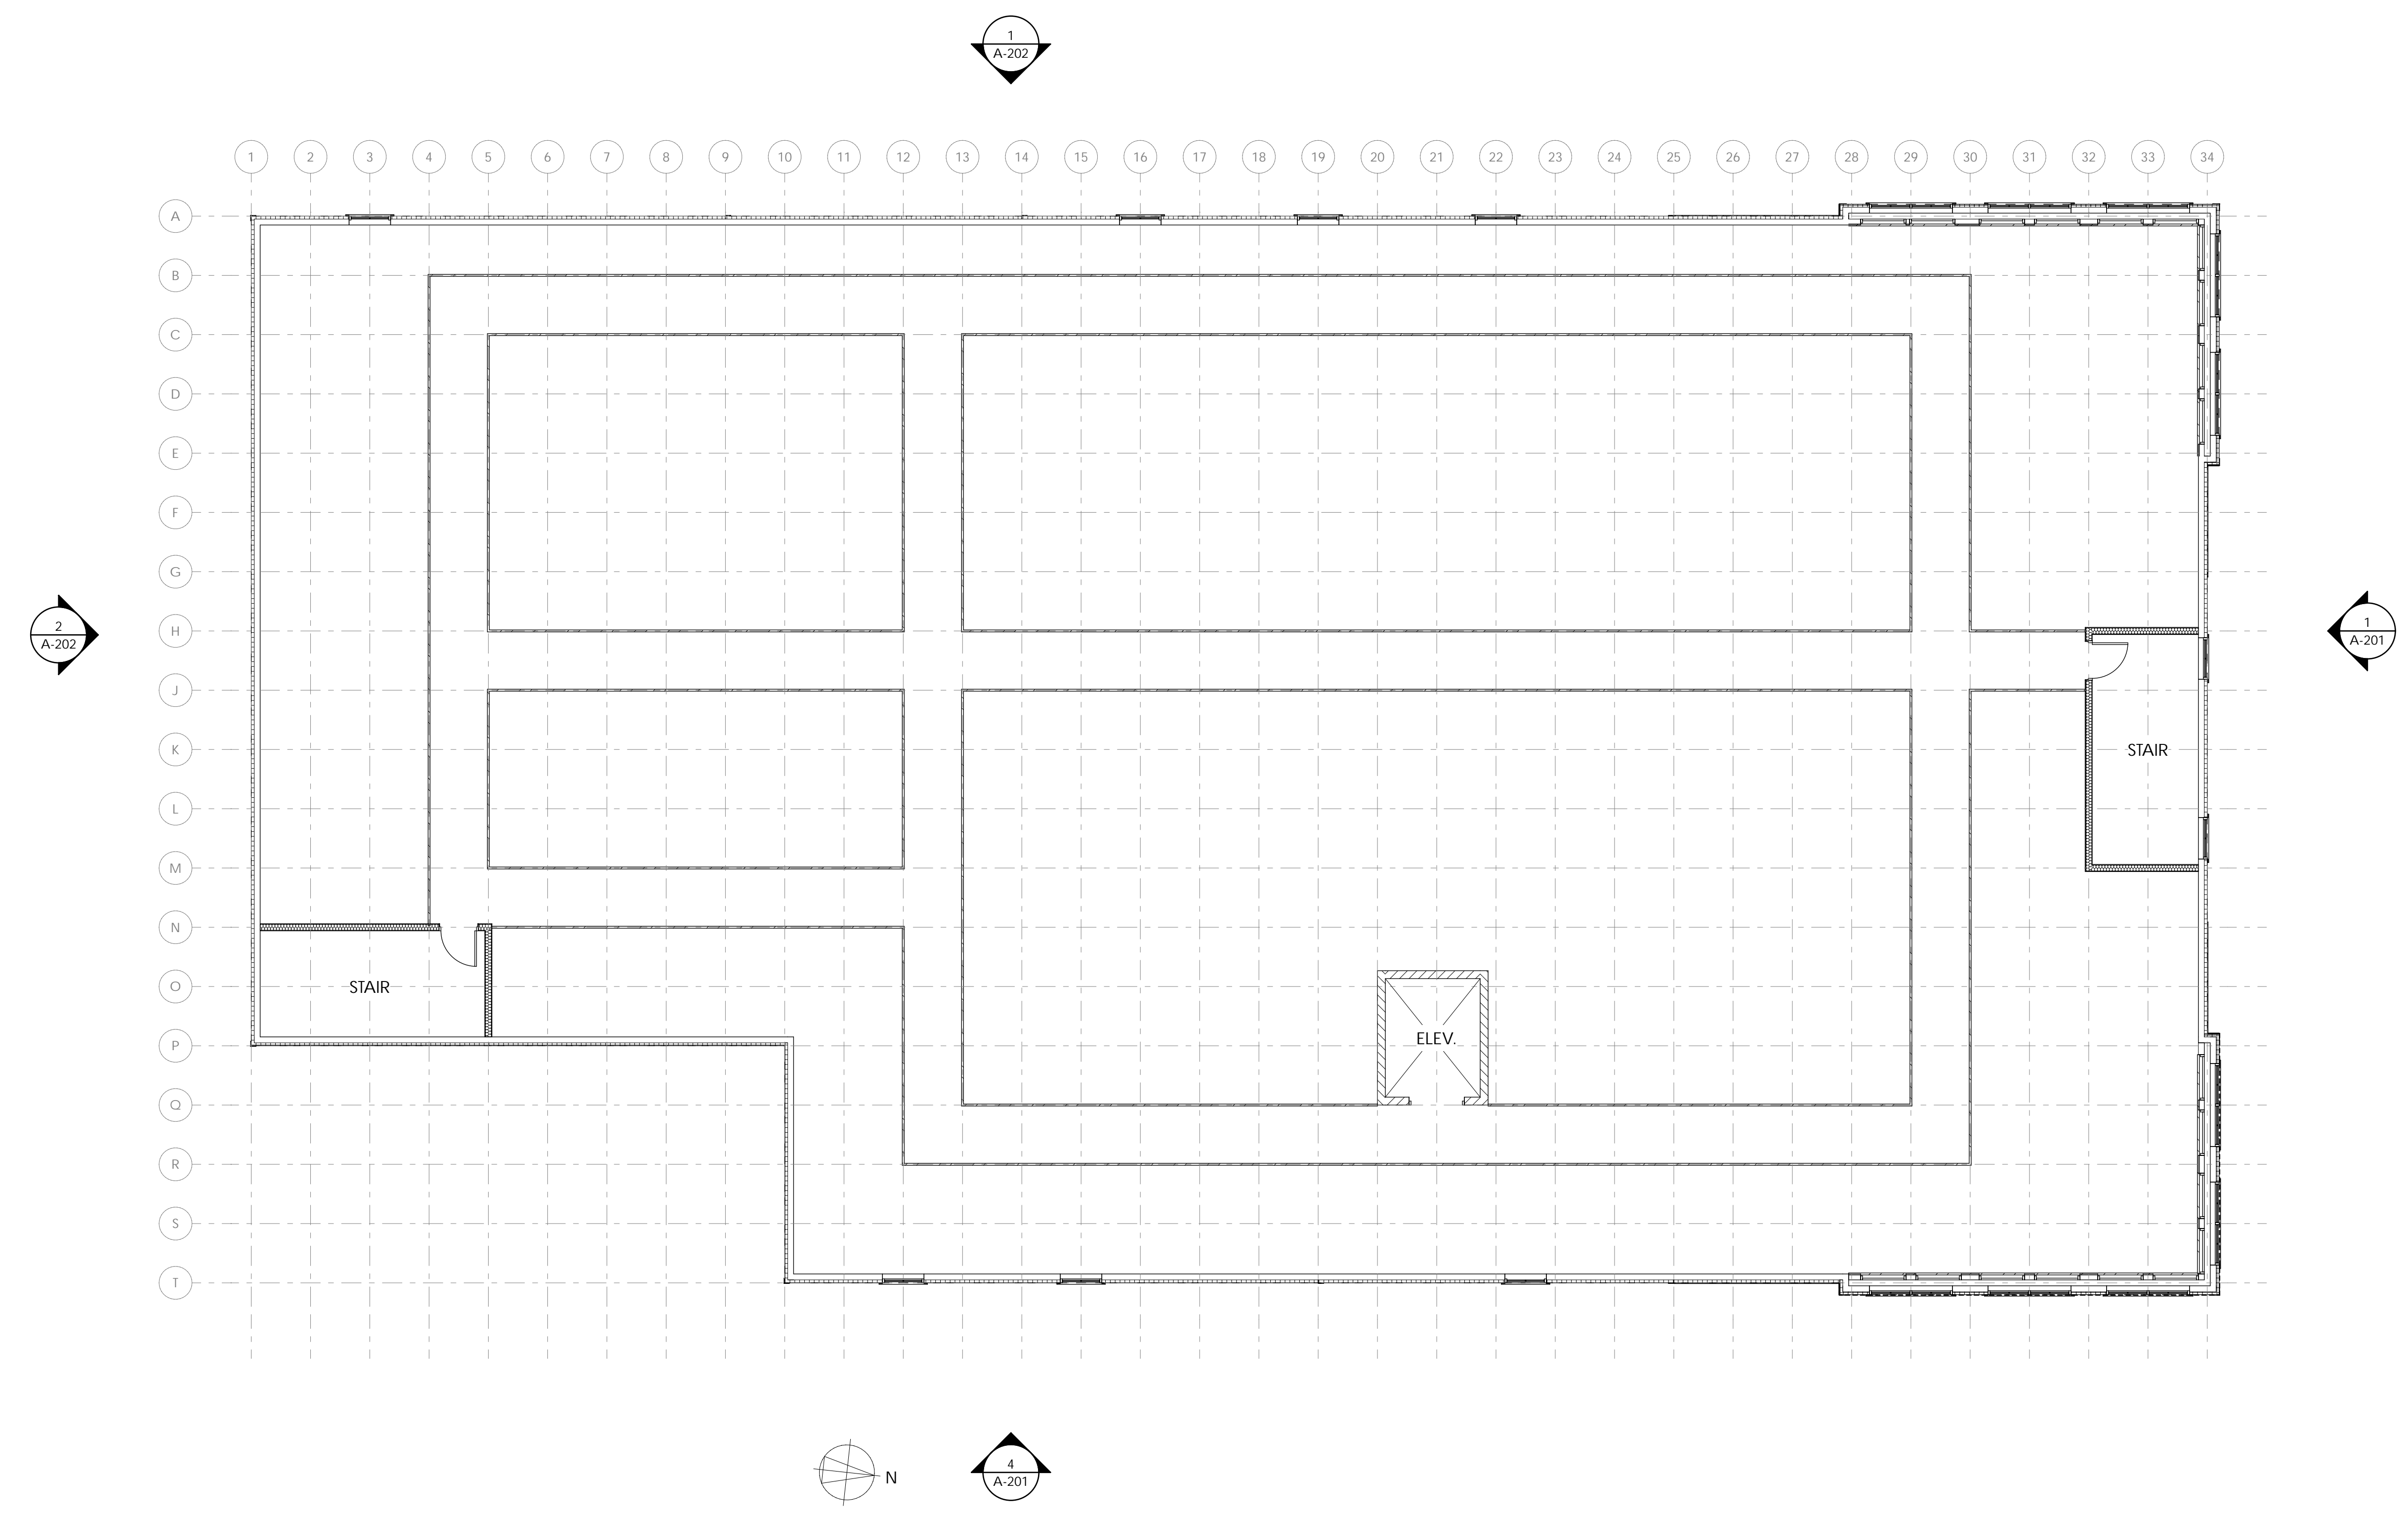 1
A-202
1 2 3 4 5 6 7 8 9 10 11 12 13 14 15 16 17 18 19 20 21 22 23 24 25 26 27 28 29 30 31 32 33 34
A
B
C
D
E
F
G
2
A-202
H
1
A-201
J
K
STAIR
L
M
N
O
STAIR
ELEV.
P
Q
R
S
T
N
4
A-201